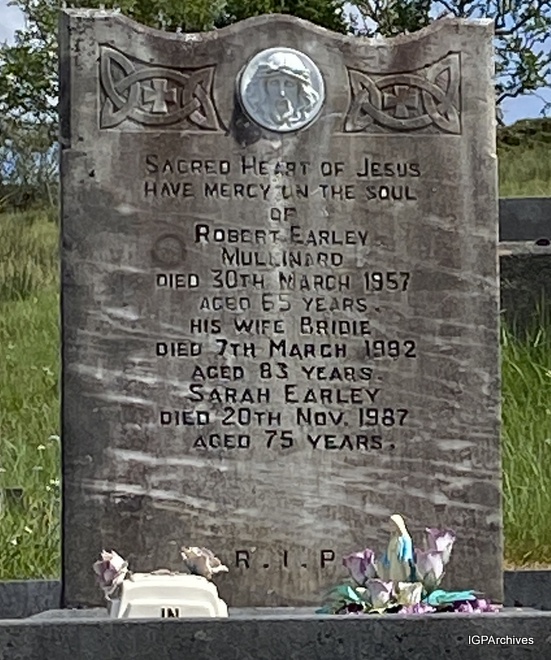 SACRED HEART OF JESUS
HAVE MERCY ON THE SOUL
OF
ROBERT EARLEY
MULLINARD
DIED 30TH MARCH 1957
AGED 65 YEARS.
HIS WIFE BRIDIE
DIED 7TH MARCH 1992
AGED 83 YEARS.
SARAH EARLEY
DIED 20TH NOV. 1987
AGED 75 YEARS.
R.I.P
IN
IGPArchives